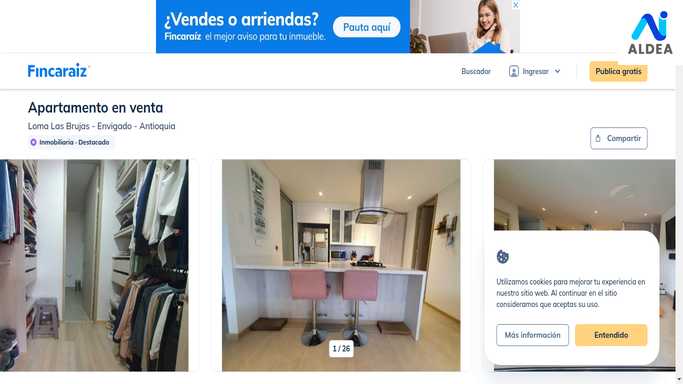 ¿Vendes o arriendas?
Fincaraíz el mejor aviso para tu inmueble.
Pauta aquí
ALDEA
Fincaraíz
Buscador
Ingresar
Publica gratis
Apartamento en venta
Loma Las Brujas - Envigado - Antioquia
Inmobiliaria · Destacado
Compartir
1 / 26
Utilizamos cookies para mejorar tu experiencia en
nuestro sitio web. Al continuar en el sitio
consideramos que aceptas su uso.
Más información
Entendido